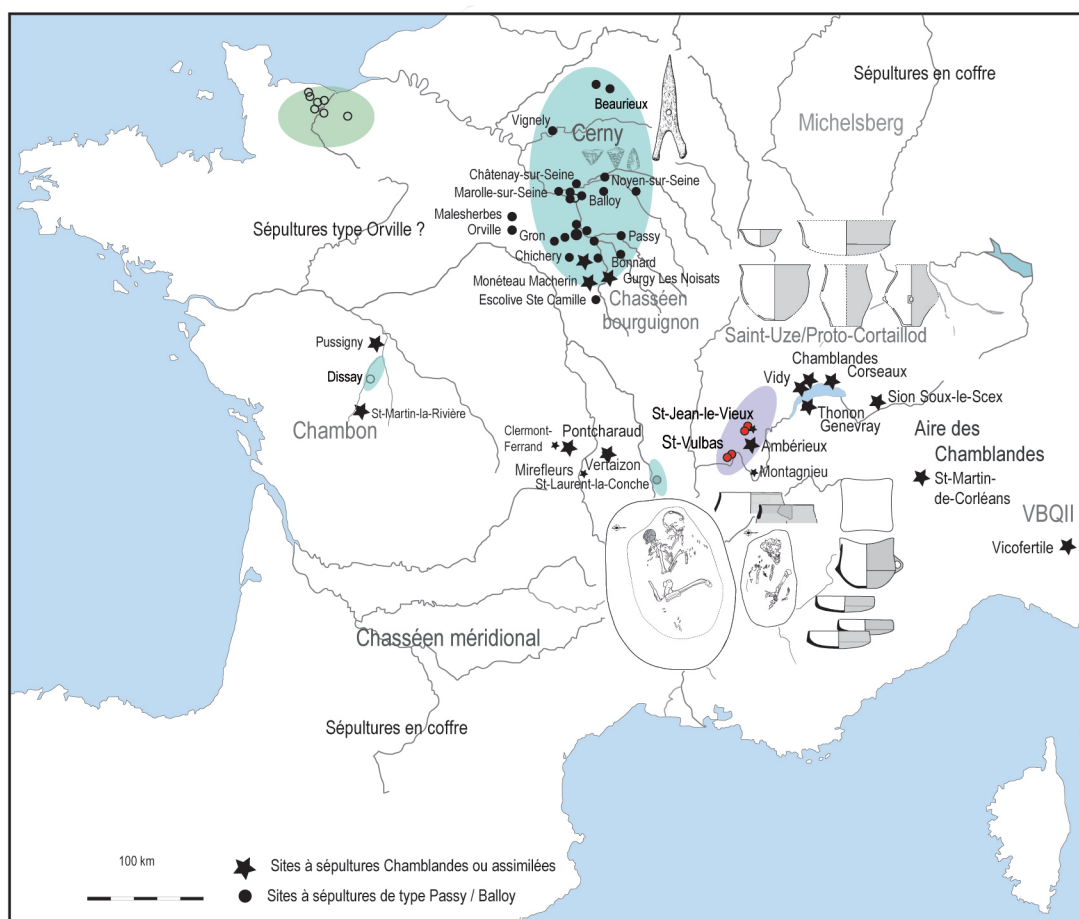 Sépultures en coffre
Beaurieux
Michelsberg
Vignely
Cerny
Châtenay-sur-Seine
Noyen-sur-Seine
Marolle-sur-Seine
Balloy
Malesherbes
Orville
Sépultures type Orville ?
Gron
Passy
Chichery
Bonnard
Monéteau Macherin
Gurgy Les Noisats
Escolive Ste Camille
Chasséen
bourguignon
Saint-Uze/Proto-Cortaillod
Pussigny
Dissay
St-Martin-la-Rivière
Chambon
Chamblandes
Vidy
Corseaux
Sion Soux-le-Scex
Thonon
Genevray
St-Jean-le-Vieux
St-Vulbas
Ambérieux
Montagnieu
Aire des
Chamblandes
St-Martin-
de-Corléans
VBQII
Vicofertile
Clermont-
Ferrand
Pontcharaud
Mirefleurs
Vertaizon
St-Laurent-la-Conche
Chasséen méridional
Sépultures en coffre
100 km
Sites à sépultures Chamblandes ou assimilées
Sites à sépultures de type Passy / Balloy